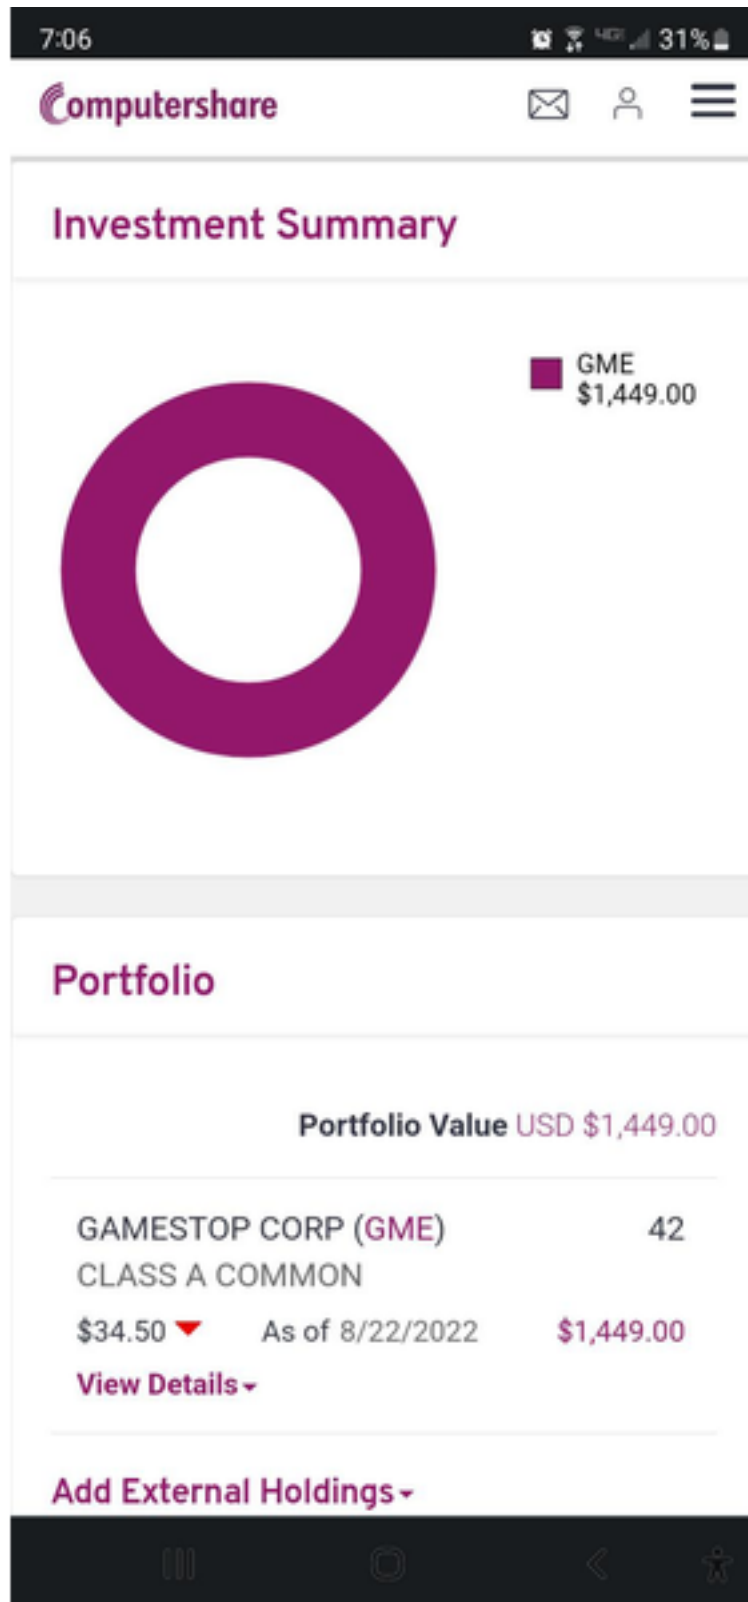 7:06 31%
Computershare
Investment Summary
GME
$1,449.00
Portfolio
Portfolio Value USD $1,449.00
GAMESTOP CORP (GME) 42
CLASS A COMMON
$34.50 As of 8/22/2022 $1,449.00
View Details
Add External Holdings